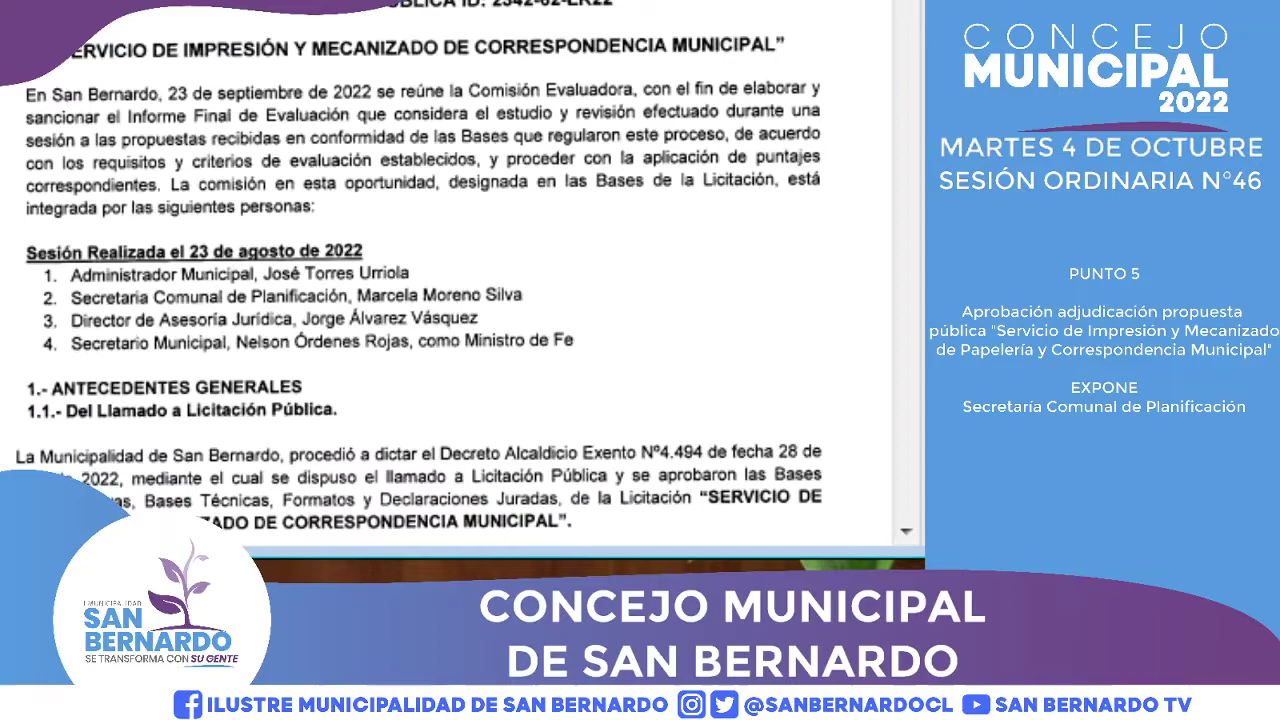 ID: 2342-62-LR22
SERVICIO DE IMPRESIÓN Y MECANIZADO DE CORRESPONDENCIA MUNICIPAL”
En San Bernardo, 23 de septiembre de 2022 se reúne la Comisión Evaluadora, con el fin de elaborar y
sancionar el Informe Final de Evaluación que considera el estudio y revisión efectuado durante una
sesión a las propuestas recibidas en conformidad de las Bases que regularon este proceso, de acuerdo
con los requisitos y criterios de evaluación establecidos, y proceder con la aplicación de puntajes
correspondientes. La comisión en esta oportunidad, designada en las Bases de la Licitación, está
integrada por las siguientes personas:
Sesión Realizada el 23 de agosto de 2022
1. Administrador Municipal, José Torres Urriola
2. Secretaria Comunal de Planificación, Marcela Moreno Silva
3. Director de Asesoría Jurídica, Jorge Álvarez Vásquez
4. Secretario Municipal, Nelson Órdenes Rojas, como Ministro de Fe
1.- ANTECEDENTES GENERALES
1.1.- Del Llamado a Licitación Pública.
La Municipalidad de San Bernardo, procedió a dictar el Decreto Alcaldicio Exento Nº4.494 de fecha 28 de
2022, mediante el cual se dispuso el llamado a Licitación Pública y se aprobaron las Bases
Bases Técnicas, Formatos y Declaraciones Juradas, de la Licitación “SERVICIO DE
DE CORRESPONDENCIA MUNICIPAL”.
CONCEJO
MUNICIPAL
2022
MARTES 4 DE OCTUBRE
SESIÓN ORDINARIA N°46
PUNTO 5
Aprobación adjudicación propuesta
pública "Servicio de Impresión y Mecanizado
de Papelería y Correspondencia Municipal"
EXPONE
Secretaría Comunal de Planificación
I. MUNICIPALIDAD
SAN
BERNARDO
SE TRANSFORMA CON SU GENTE
CONCEJO MUNICIPAL
DE SAN BERNARDO
ILUSTRE MUNICIPALIDAD DE SAN BERNARDO @SANBERNARDOCL SAN BERNARDO TV